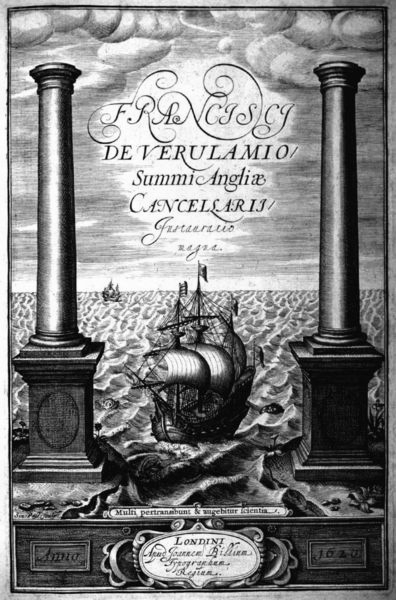 FRANCISCI
DE VERULAMIO/
Summi Angliæ
CANCELSARII/
Instauratio
magna.
Multi pertransibunt & augebitur scientia.
Anno
LONDINI
Apud Joannem Billium
Typographum
Regium.
1620